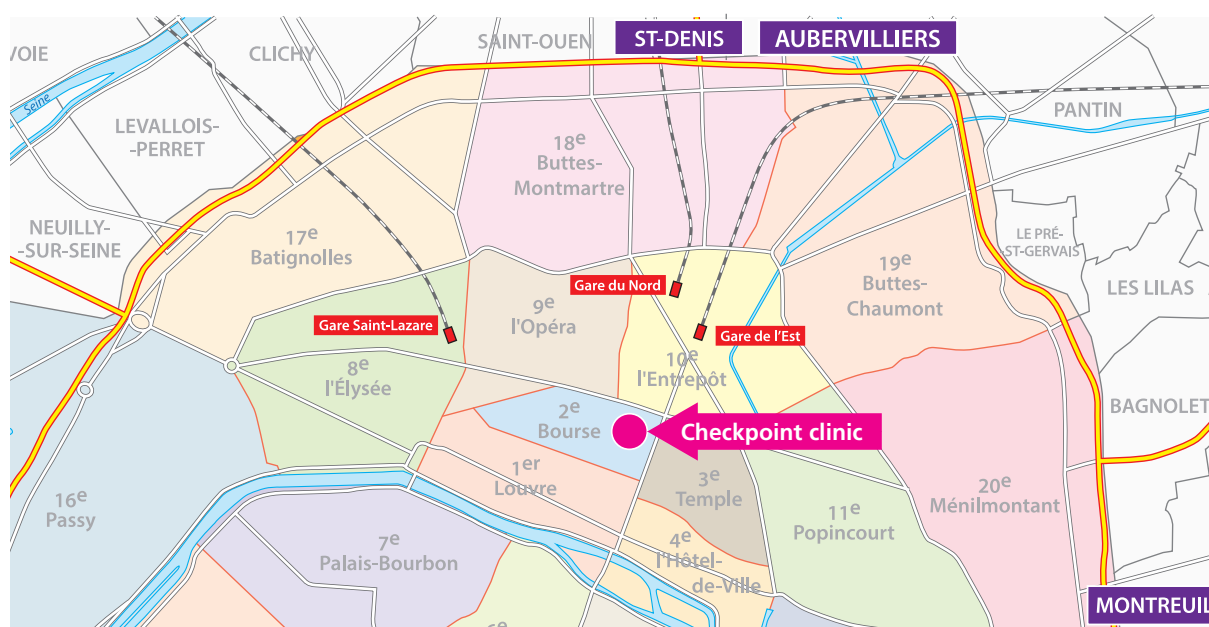 VOIE
CLICHY
SAINT-OUEN
ST-DENIS
AUBERVILLIERS
Seine
LEVALLOIS-
-PERRET
PANTIN
18e
Buttes-
Montmartre
NEUILLY-
-SUR-SEINE
17e
Batignolles
LE PRÉ-
-ST-GERVAIS
19e
Buttes-
Chaumont
LES LILAS
Gare du Nord
9e
l'Opéra
Gare Saint-Lazare
Gare de l'Est
10e
l'Entrepôt
8e
l'Élysée
BAGNOLET
2e
Bourse
Checkpoint clinic
1er
Louvre
3e
Temple
16e
Passy
20e
Ménilmontant
11e
Popincourt
7e
Palais-Bourbon
4e
l'Hôtel-
-de-Ville
MONTREUIL